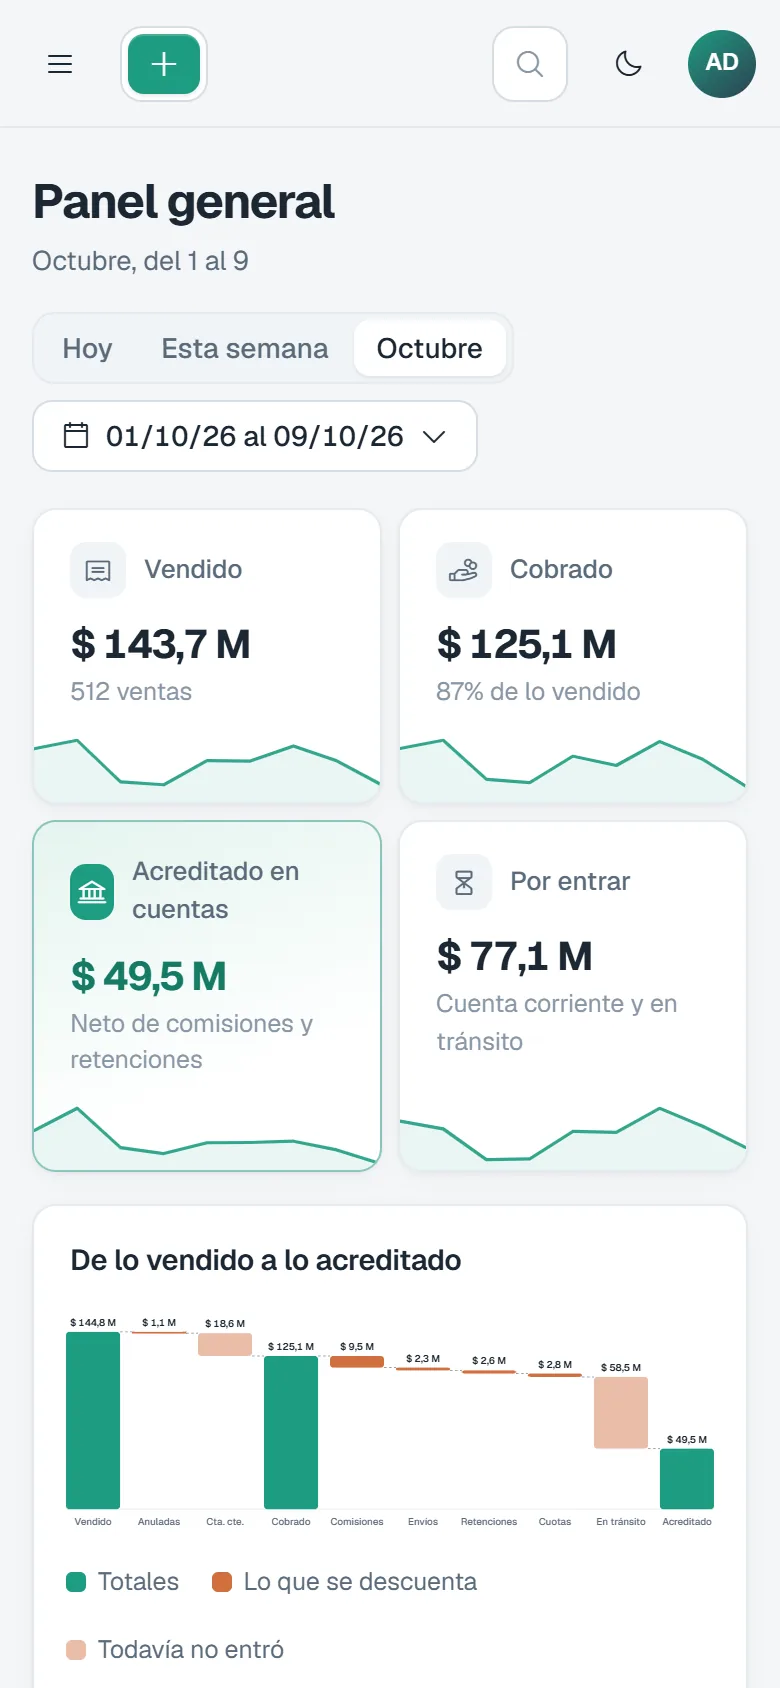 AD
Panel general
Octubre, del 1 al 9
Hoy Esta semana Octubre
01/10/26 al 09/10/26
Vendido
$ 143,7 M
512 ventas
Cobrado
$ 125,1 M
87% de lo vendido
Acreditado en
cuentas
$ 49,5 M
Neto de comisiones y
retenciones
Por entrar
$ 77,1 M
Cuenta corriente y en
tránsito
De lo vendido a lo acreditado
$ 144,8 M $ 1,1 M $ 18,6 M $ 125,1 M $ 9,5 M $ 2,3 M $ 2,6 M $ 2,8 M $ 58,5 M $ 49,5 M
Vendido Anuladas Cta. cte. Cobrado Comisiones Envíos Retenciones Cuotas En tránsito Acreditado
Totales Lo que se descuenta
Todavía no entró